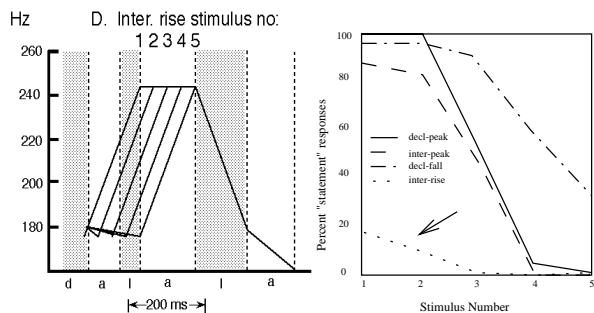 Hz D. Inter. rise stimulus no:
1 2 3 4 5
260
240
220
200
180
d a l a l a
200 ms
Percent "statement" responses
100
80
60
40
20
0
decl-peak
inter-peak
decl-fall
inter-rise
1 2 3 4 5
Stimulus Number